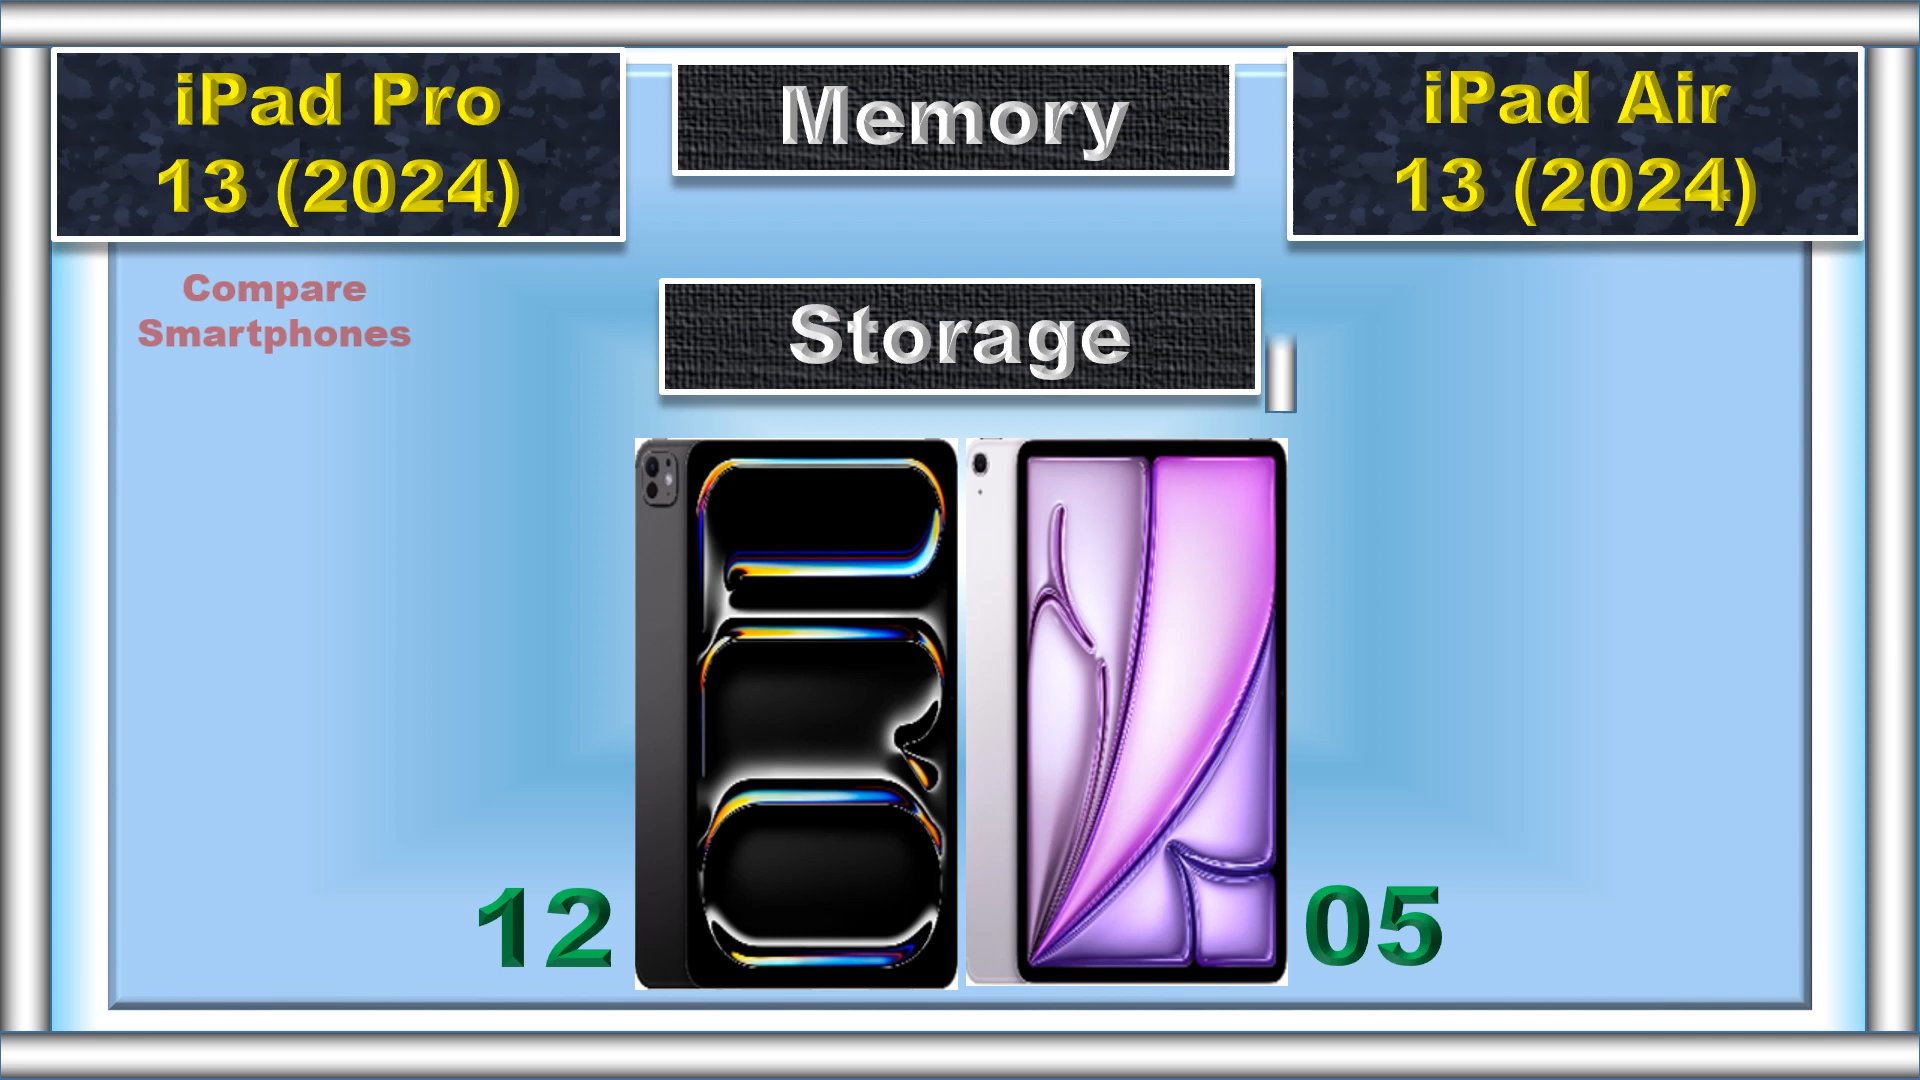 iPad Pro
13 (2024)
Memory
iPad Air
13 (2024)
Compare
Smartphones
Storage
12
05